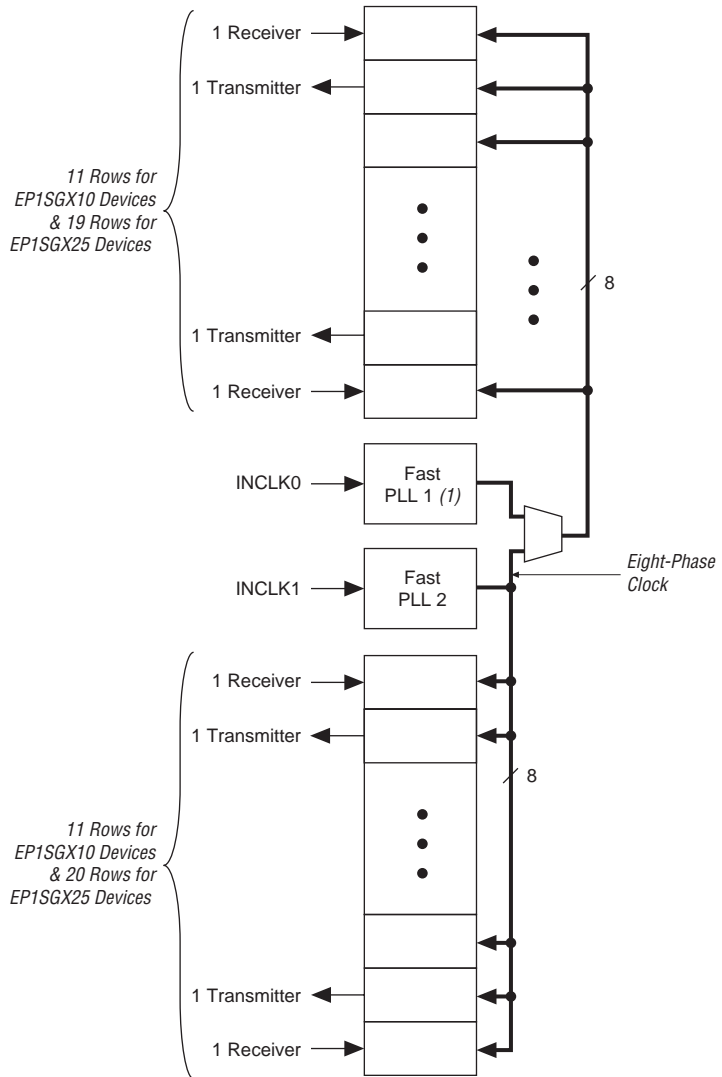 1 Receiver
1 Transmitter
11 Rows for
EP1SGX10 Devices
& 19 Rows for
EP1SGX25 Devices
8
1 Transmitter
1 Receiver
INCLK0
Fast
PLL 1 (1)
INCLK1
Fast
PLL 2
Eight-Phase
Clock
1 Receiver
1 Transmitter
8
11 Rows for
EP1SGX10 Devices
& 20 Rows for
EP1SGX25 Devices
1 Transmitter
1 Receiver